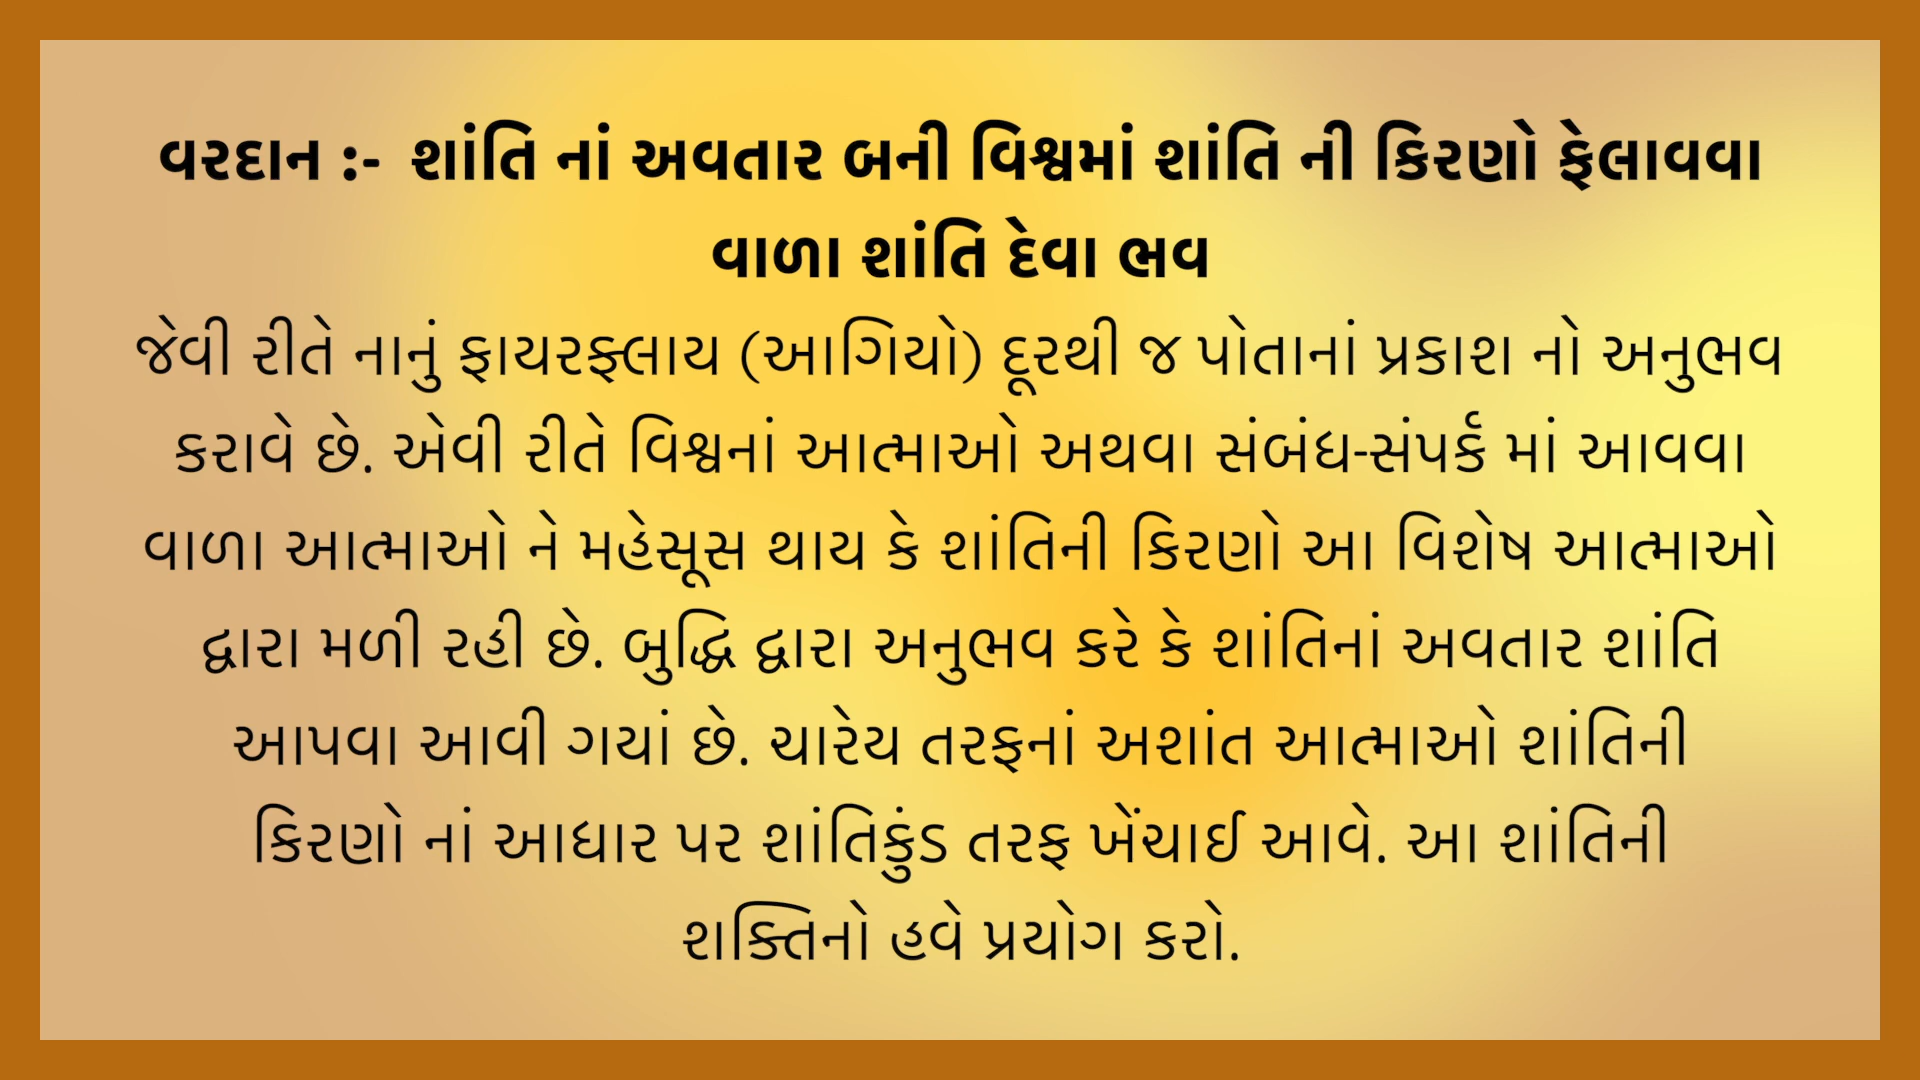 વરદાન :- શાંતિ નાં અવતાર બની વિશ્વમાં શાંતિ ની કિરણો ફેલાવવા
વાળા શાંતિ દેવા ભવ
જેવી રીતે નાનું ફાયરફ્લાય (આગિયો) દૂરથી જ પોતાનાં પ્રકાશ નો અનુભવ
કરાવે છે. એવી રીતે વિશ્વનાં આત્માઓ અથવા સંબંધ-સંપર્ક માં આવવા
વાળા આત્માઓ ને મહેસૂસ થાય કે શાંતિની કિરણો આ વિશેષ આત્માઓ
દ્વારા મળી રહી છે. બુદ્ધિ દ્વારા અનુભવ કરે કે શાંતિનાં અવતાર શાંતિ
આપવા આવી ગયાં છે. ચારેય તરફનાં અશાંત આત્માઓ શાંતિની
કિરણો નાં આધાર પર શાંતિકુંડ તરફ ખેંચાઈ આવે. આ શાંતિની
શક્તિનો હવે પ્રયોગ કરો.